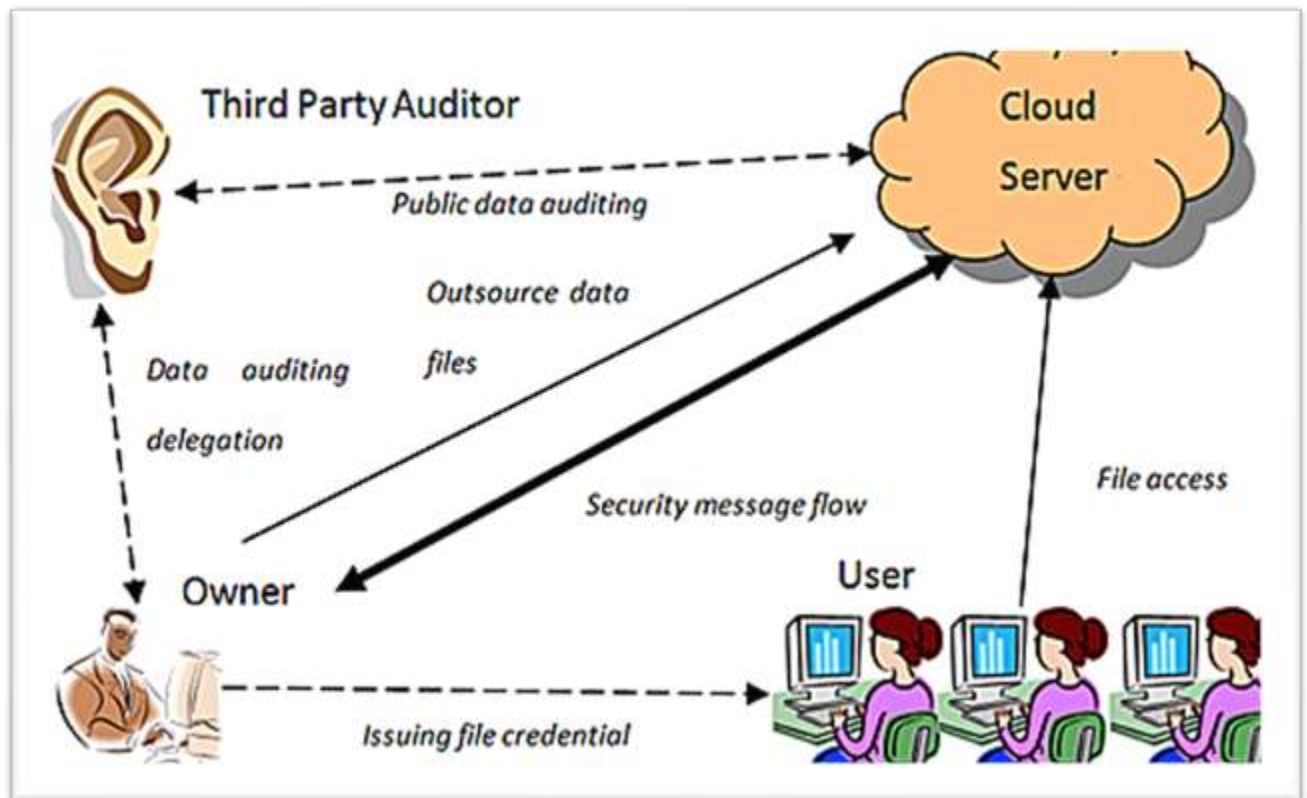 Third Party Auditor
Cloud
Server
Public data auditing
Outsource data
files
Data auditing
delegation
Security message flow
File access
Owner
User
Issuing file credential